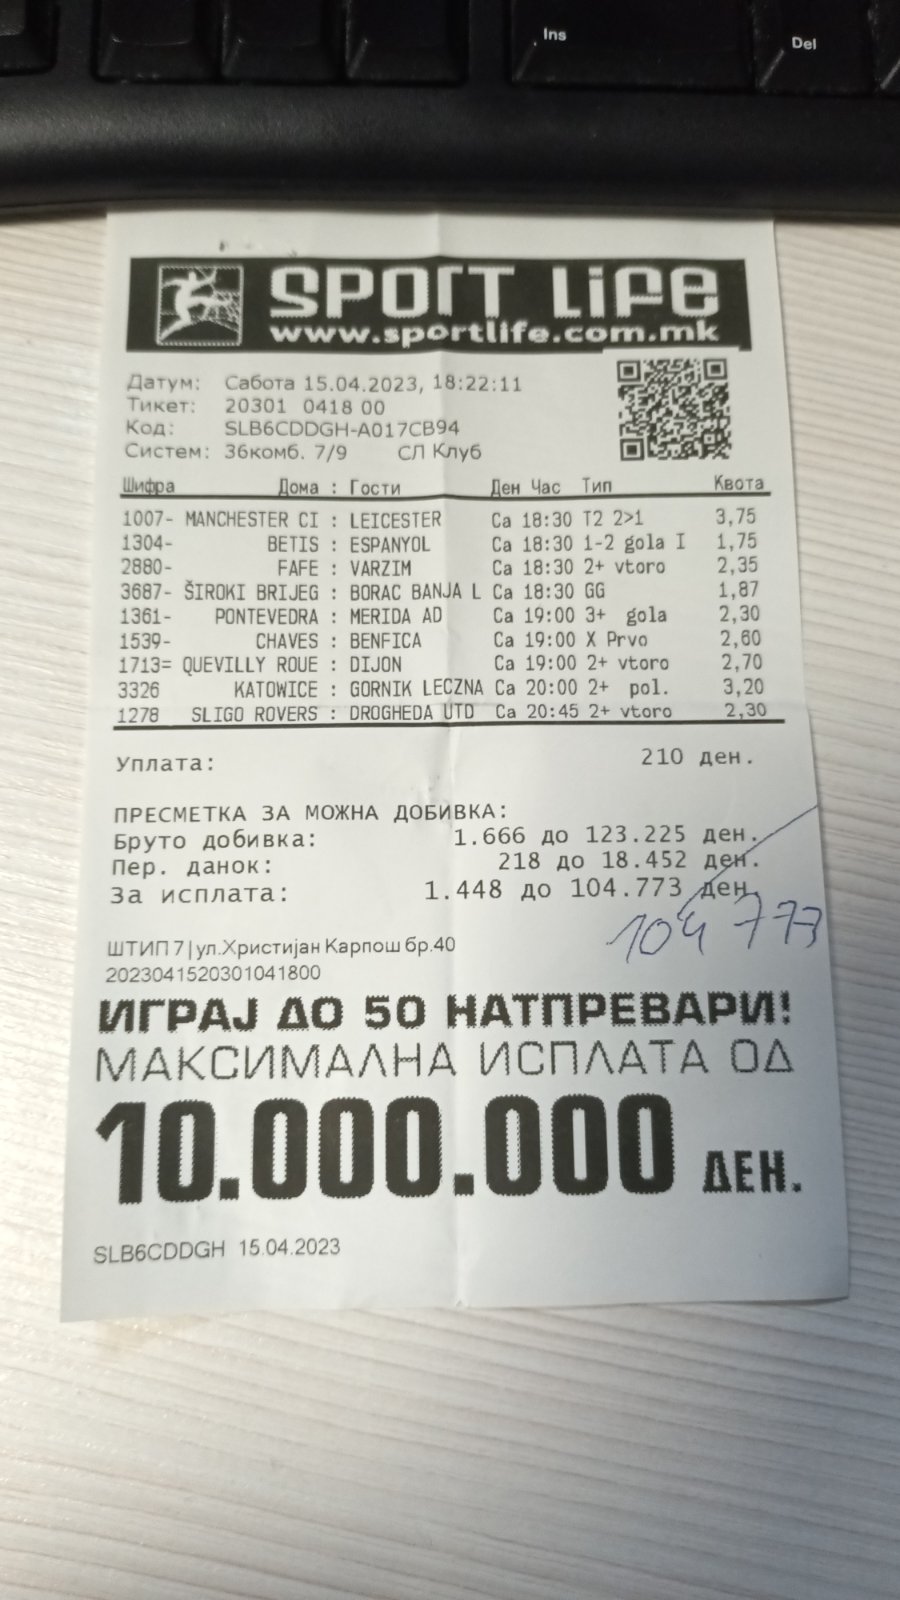 Ins
Del
SPORT LIFE
www.sportlife.com.mk
Датум: Сабота 15.04.2023, 18:22:11
Тикет: 20301 0418 00
Код: SLB6CDDGH-A017CB94
Систем: 36комб. 7/9 СЛ Клуб
Шифра Дома : Гости Ден Час Тип Квота
1007- MANCHESTER CI : LEICESTER Са 18:30 T2 2>1 3,75
1304- BETIS : ESPANYOL Са 18:30 1-2 gola I 1,75
2880- FAFE : VARZIM Са 18:30 2+ vtoro 2,35
3687- ŠIROKI BRIJEG : BORAC BANJA L Са 18:30 GG 1,87
1361- PONTEVEDRA : MERIDA AD Са 19:00 3+ gola 2,30
1539- CHAVES : BENFICA Са 19:00 X Prvo 2,60
1713= QUEVILLY ROUE : DIJON Са 19:00 2+ vtoro 2,70
3326 KATOWICE : GORNIK LECZNA Са 20:00 2+ pol. 3,20
1278 SLIGO ROVERS : DROGHEDA UTD Са 20:45 2+ vtoro 2,30
Уплата: 210 ден.
ПРЕСМЕТКА ЗА МОЖНА ДОБИВКА:
Бруто добивка: 1.666 до 123.225 ден.
Пер. данок: 218 до 18.452 ден.
За исплата: 1.448 до 104.773 ден.
104 773
ШТИП 7|ул.Христијан Карпош бр.40
2023041520301041800
ИГРАЈ ДО 50 НАТПРЕВАРИ!
МАКСИМАЛНА ИСПЛАТА ОД
10.000.000 ДЕН.
SLB6CDDGH 15.04.2023